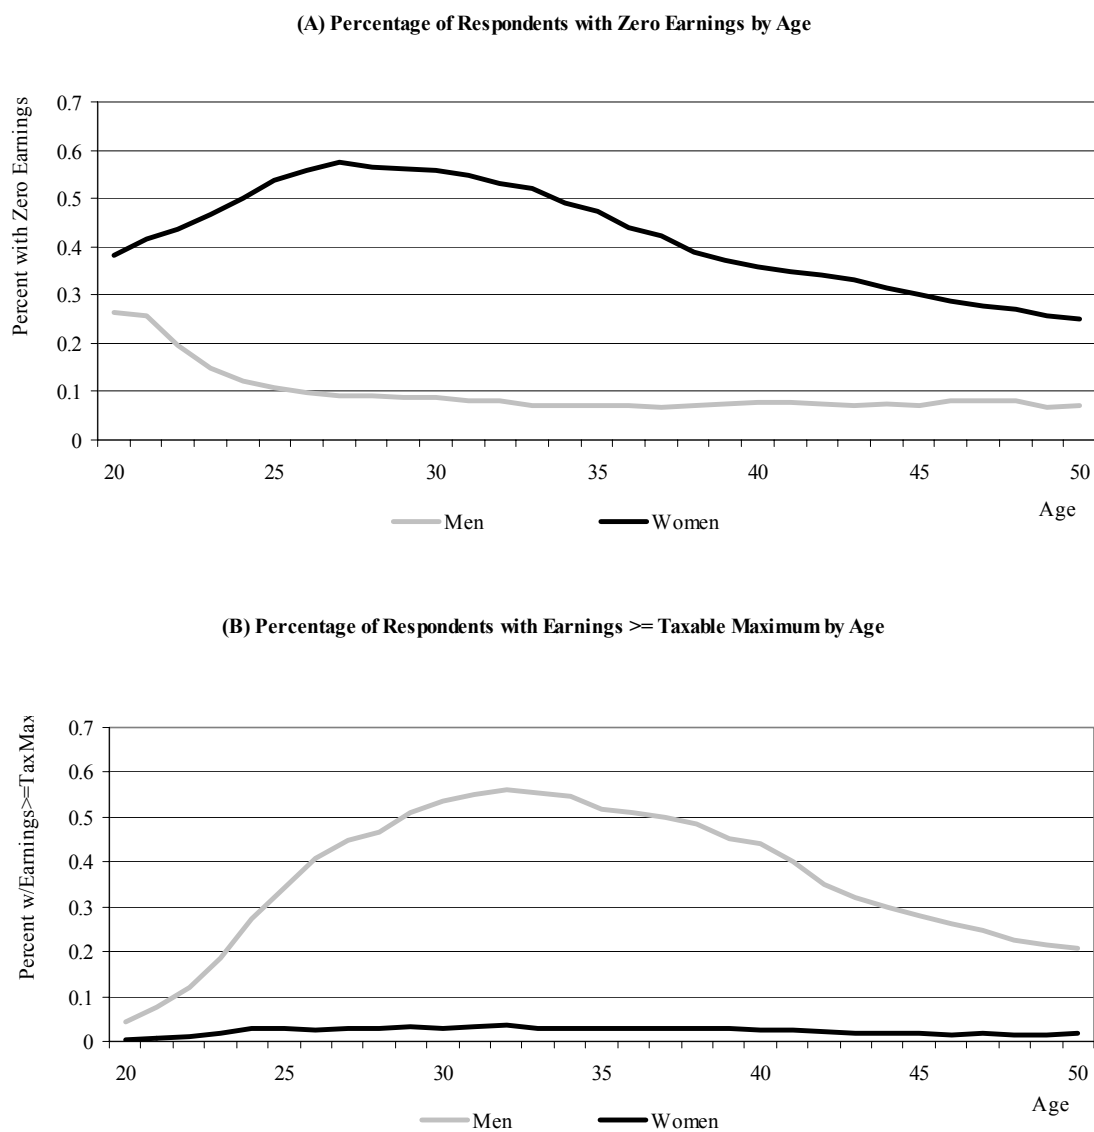 (A) Percentage of Respondents with Zero Earnings by Age
Percent with Zero Earnings
0.7
0.6
0.5
0.4
0.3
0.2
0.1
0
20 25 30 35 40 45 50
Age
Men Women
(B) Percentage of Respondents with Earnings >= Taxable Maximum by Age
Percent w/Earnings>=TaxMax
0.7
0.6
0.5
0.4
0.3
0.2
0.1
0
20 25 30 35 40 45 50
Age
Men Women